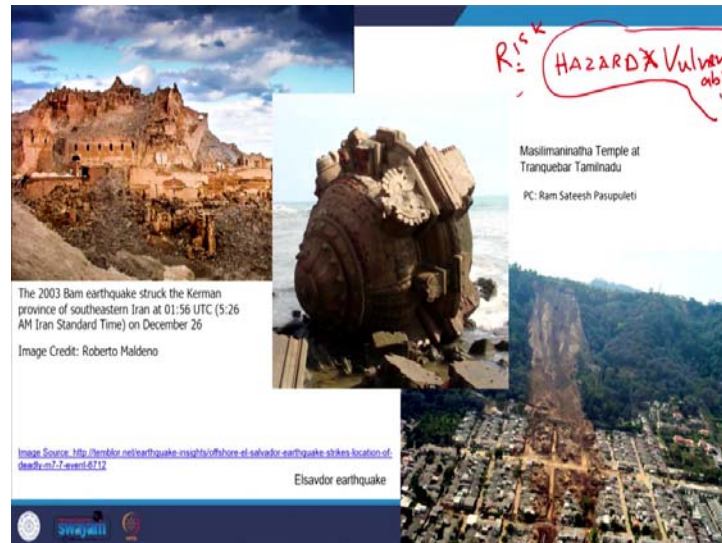 Risk
HAZARD X Vulner
ab
Masilimaninatha Temple at
Tranquebar Tamilnadu
PC: Ram Sateesh Pasupuleti
The 2003 Bam earthquake struck the Kerman
province of southeastern Iran at 01:56 UTC (5:26
AM Iran Standard Time) on December 26
Image Credit: Roberto Maldeno
Image Source: http://temblor.net/earthquake-insights/offshore-el-salvador-earthquake-strikes-location-of-
deadly-m7-7-event-6712
Elsavdor earthquake
swayam